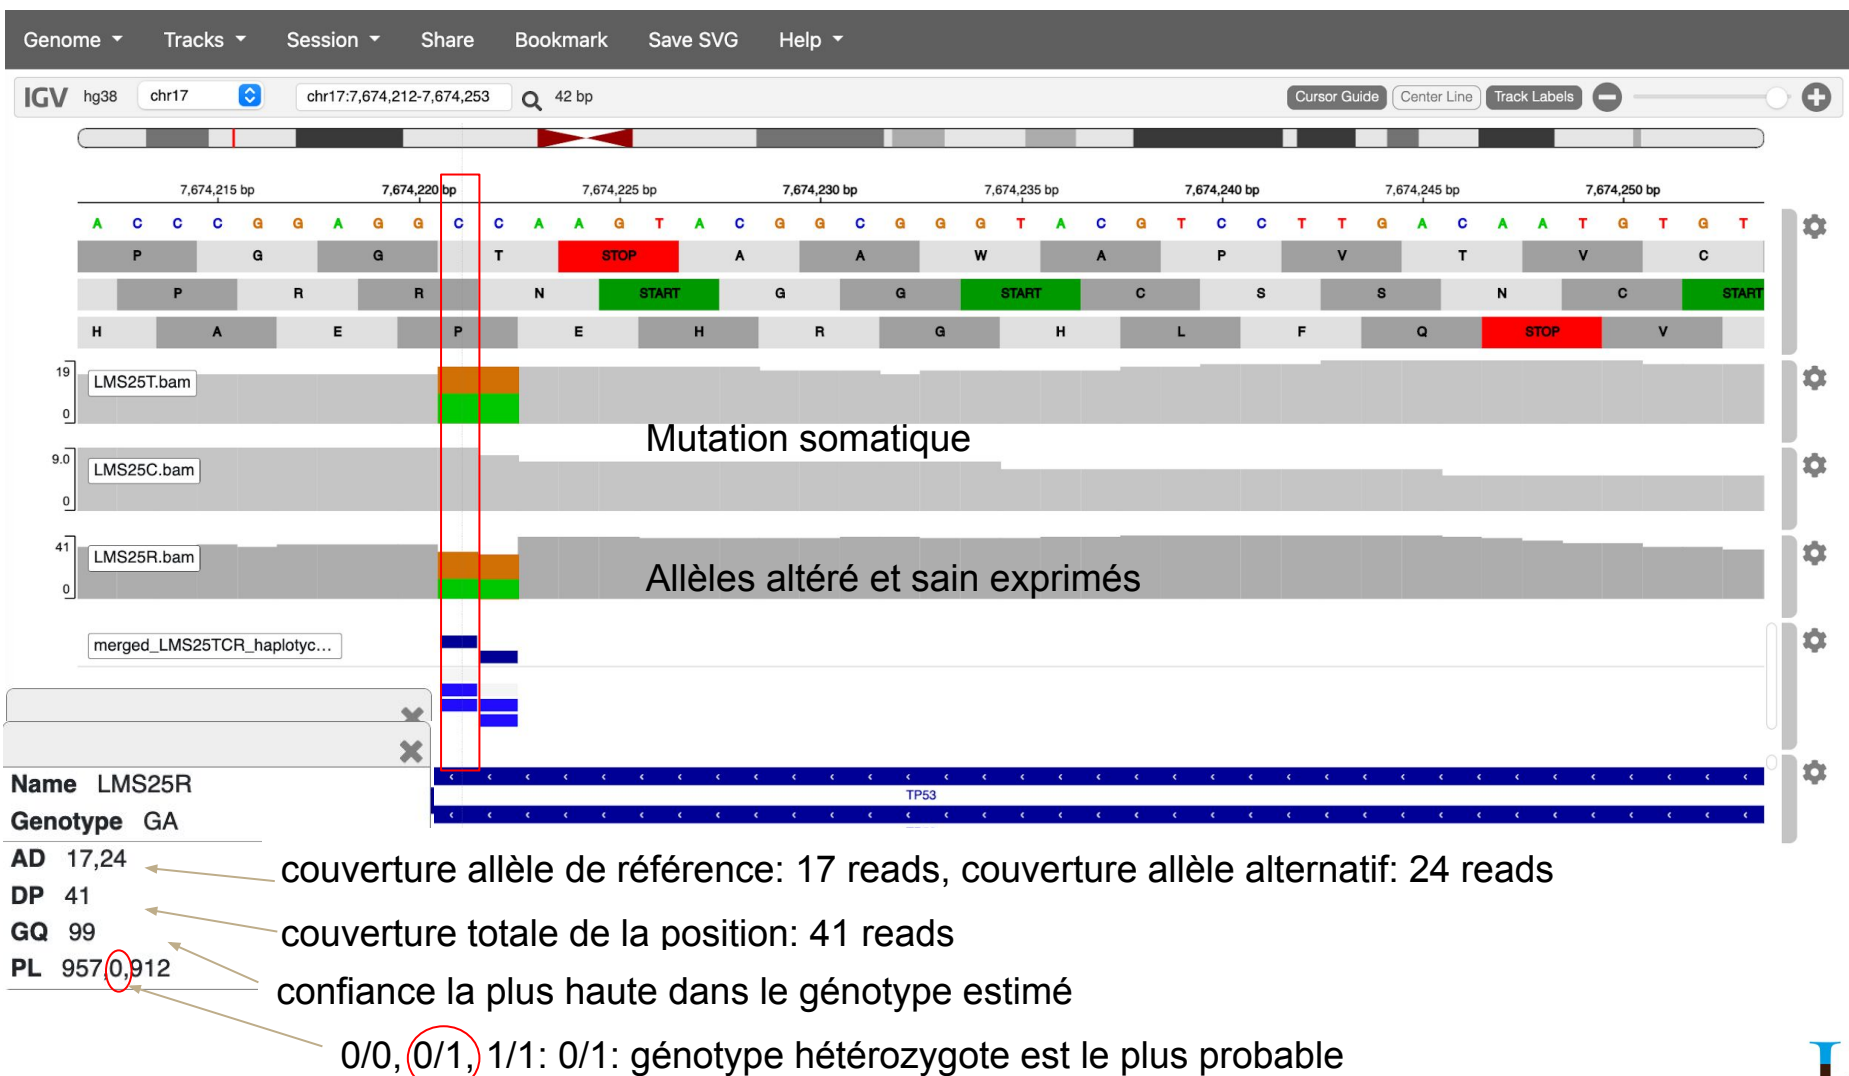 Genome Tracks Session Share Bookmark Save SVG Help
IGV hg38 chr17 chr17:7,674,212-7,674,253 42 bp Cursor Guide Center Line Track Labels
7,674,215 bp 7,674,220 bp 7,674,225 bp 7,674,230 bp 7,674,235 bp 7,674,240 bp 7,674,245 bp 7,674,250 bp
A C C C G G A G G C C A A G T A C G G C G G G T A C G T C C T T G A C A A T G T G T
P G G T STOP A A W A P V T V C
P R R N START G G START C S S N C START
H A E P E H R G H L F Q STOP V
19
LMS25T.bam
0
Mutation somatique
9.0
LMS25C.bam
0
41
LMS25R.bam
0
Allèles altéré et sain exprimés
merged_LMS25TCR_haplotyc...
Name LMS25R
TP53
Genotype GA
AD 17,24
couverture allèle de référence: 17 reads, couverture allèle alternatif: 24 reads
DP 41
couverture totale de la position: 41 reads
GQ 99
confiance la plus haute dans le génotype estimé
PL 957,0,912
0/0, 0/1, 1/1: 0/1: génotype hétérozygote est le plus probable